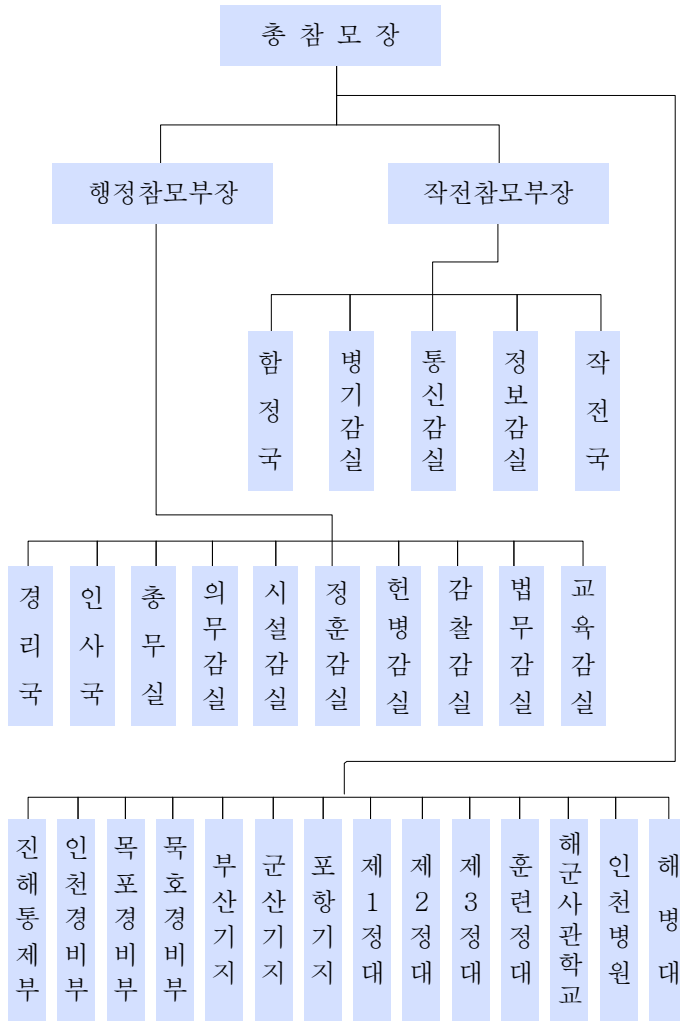 총 참 모 장
행정참모부장
작전참모부장
함정국
병기감실
통신감실
정보감실
작전국
경리국
인사국
총무실
의무감실
시설감실
정훈감실
헌병감실
감찰감실
법무감실
교육감실
진해통제부
인천경비부
목포경비부
묵호경비부
부산기지
군산기지
포항기지
제1정대
제2정대
제3정대
훈련정대
해군사관학교
인천병원
해병대